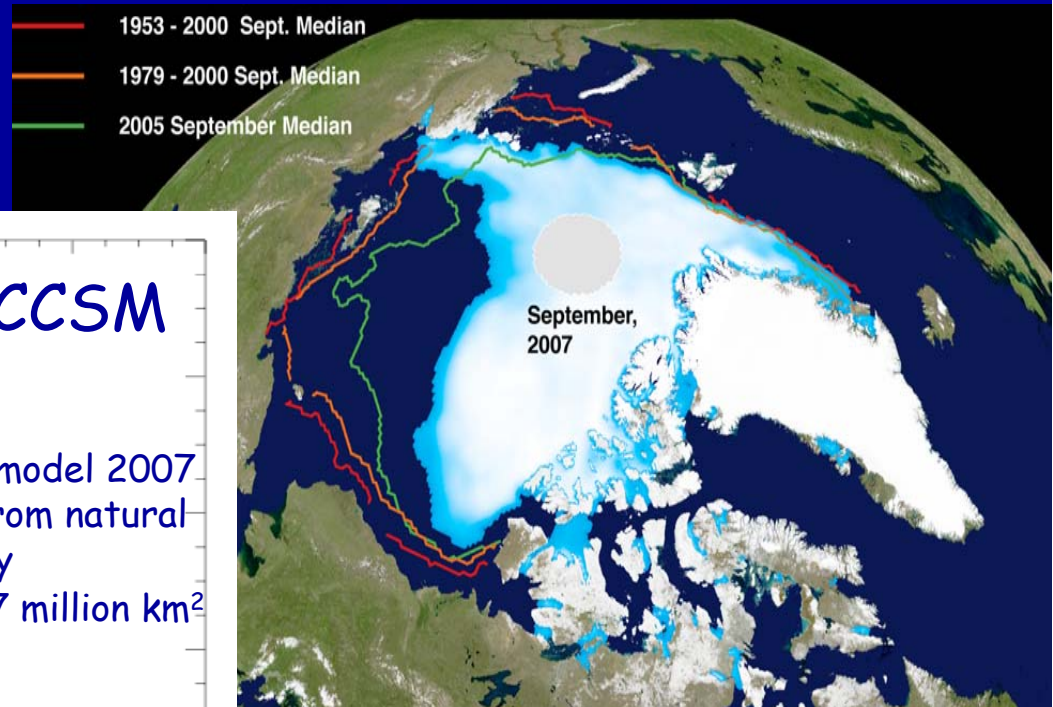 1953 - 2000 Sept. Median
1979 - 2000 Sept. Median
2005 September Median
CCSM
model 2007
rom natural
y
7 million km²
September,
2007